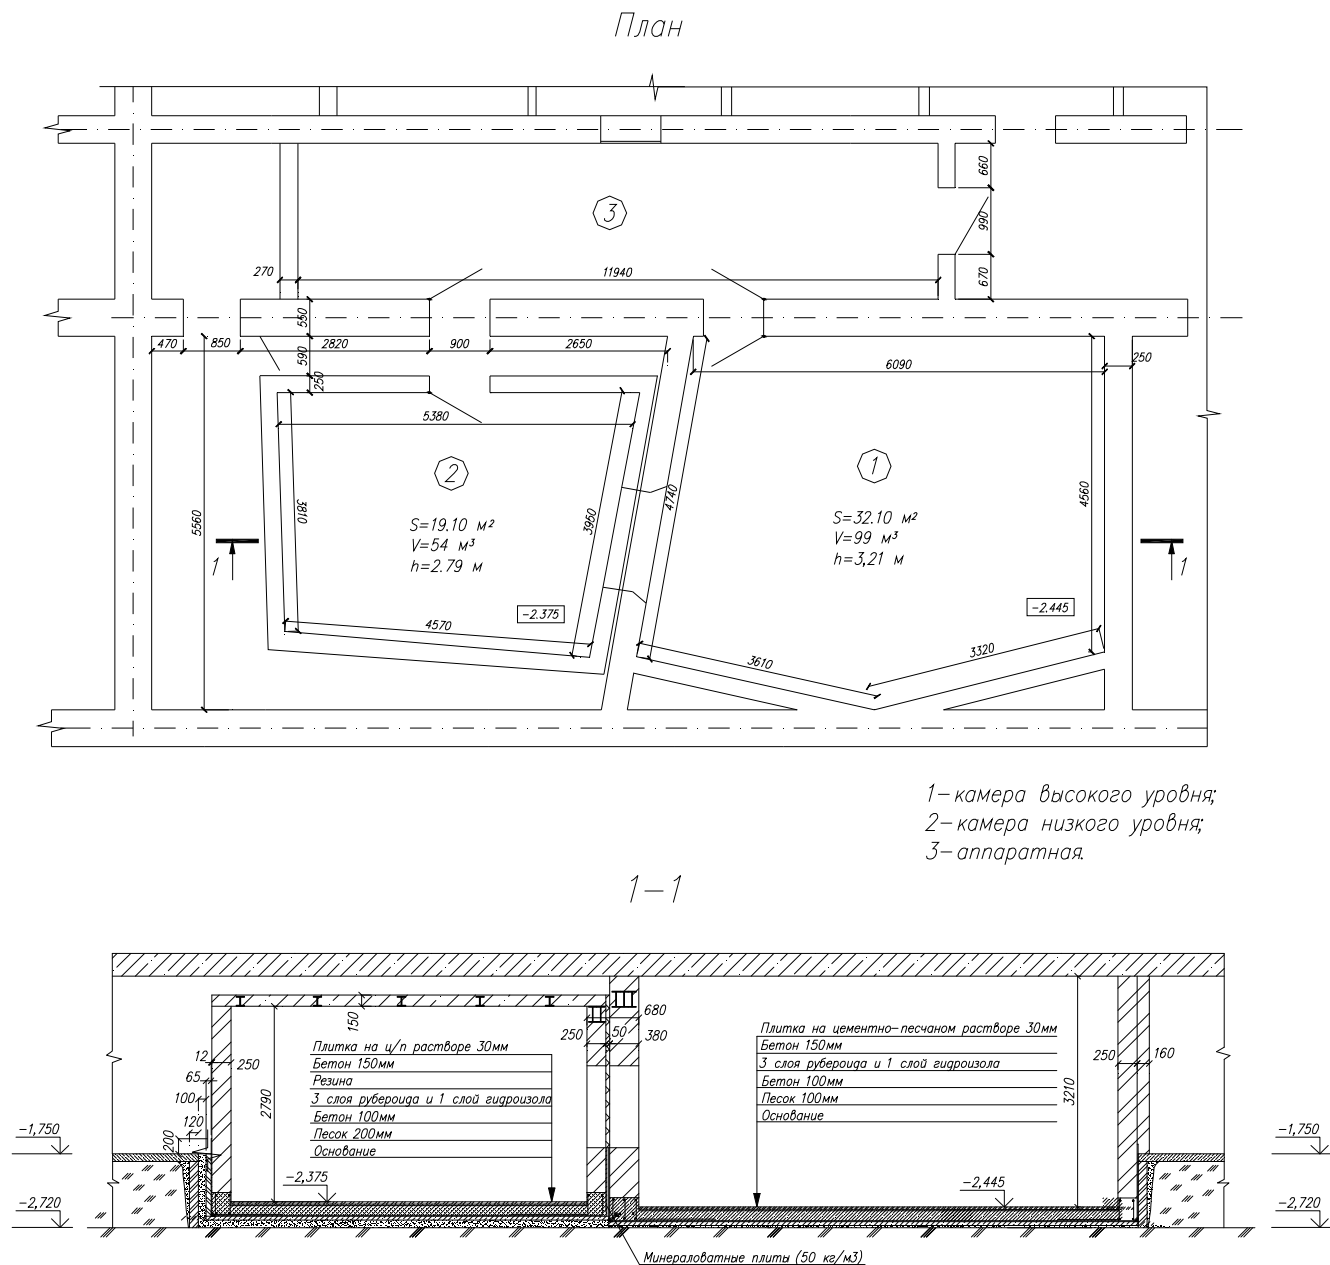 План
3
660
990
670
270
11940
550
470
850
2820
900
2650
590
250
6090
250
5380
2
1
3810
3950
4740
4560
5560
S=19.10 м²
V=54 м³
h=2.79 м
S=32.10 м²
V=99 м³
h=3,21 м
1
1
-2.375
-2.445
4570
3610
3320
1-камера высокого уровня;
2-камера низкого уровня;
3-аппаратная.
1-1
150
680
250
50
380
12
250
65
100
120
200
2790
Плитка на ц/п растворе 30мм
Бетон 150мм
Резина
3 слоя рубероида и 1 слой гидроизола
Бетон 100мм
Песок 200мм
Основание
Плитка на цементно-песчаном растворе 30мм
Бетон 150мм
3 слоя рубероида и 1 слой гидроизола
Бетон 100мм
Песок 100мм
Основание
3210
250
160
-1,750
-2,720
-2,375
-2,445
-1,750
-2,720
Минераловатные плиты (50 кг/м3)